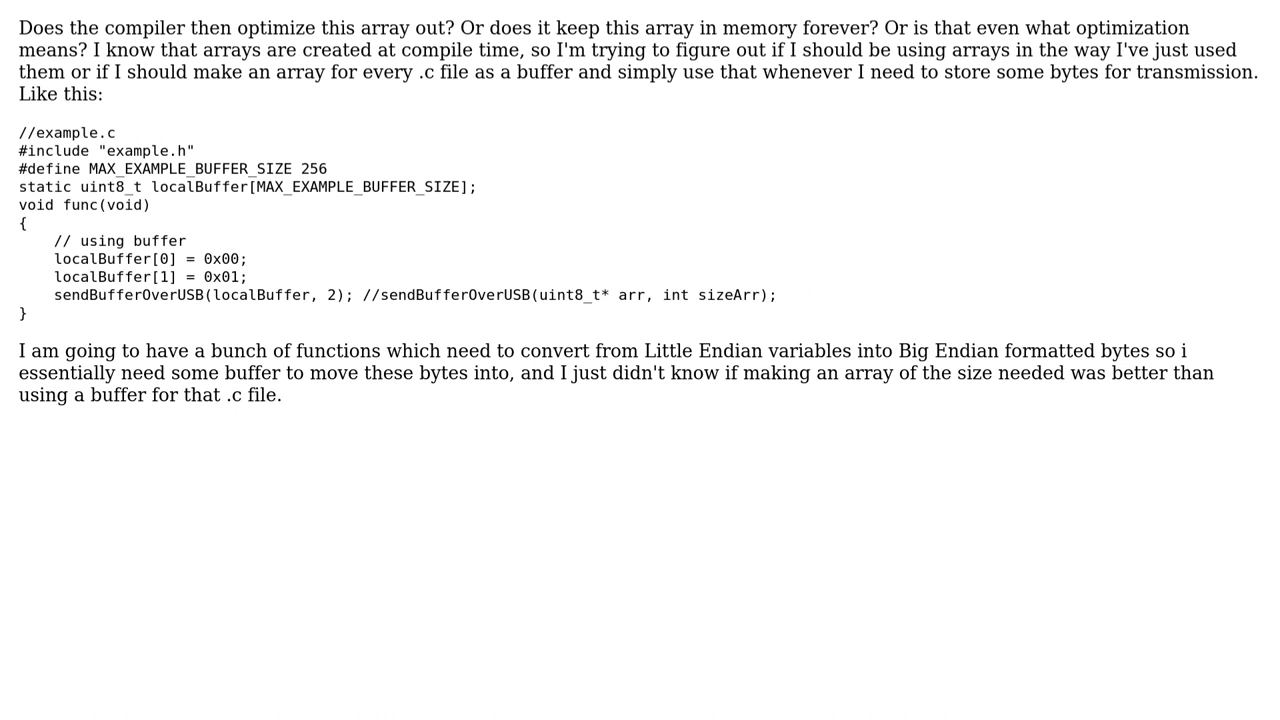 Does the compiler then optimize this array out? Or does it keep this array in memory forever? Or is that even what optimization
means? I know that arrays are created at compile time, so I'm trying to figure out if I should be using arrays in the way I've just used
them or if I should make an array for every .c file as a buffer and simply use that whenever I need to store some bytes for transmission.
Like this:
//example.c
#include "example.h"
#define MAX_EXAMPLE_BUFFER_SIZE 256
static uint8_t localBuffer[MAX_EXAMPLE_BUFFER_SIZE];
void func(void)
{
    // using buffer
    localBuffer[0] = 0x00;
    localBuffer[1] = 0x01;
    sendBufferOverUSB(localBuffer, 2); //sendBufferOverUSB(uint8_t* arr, int sizeArr);
}
I am going to have a bunch of functions which need to convert from Little Endian variables into Big Endian formatted bytes so i
essentially need some buffer to move these bytes into, and I just didn't know if making an array of the size needed was better than
using a buffer for that .c file.